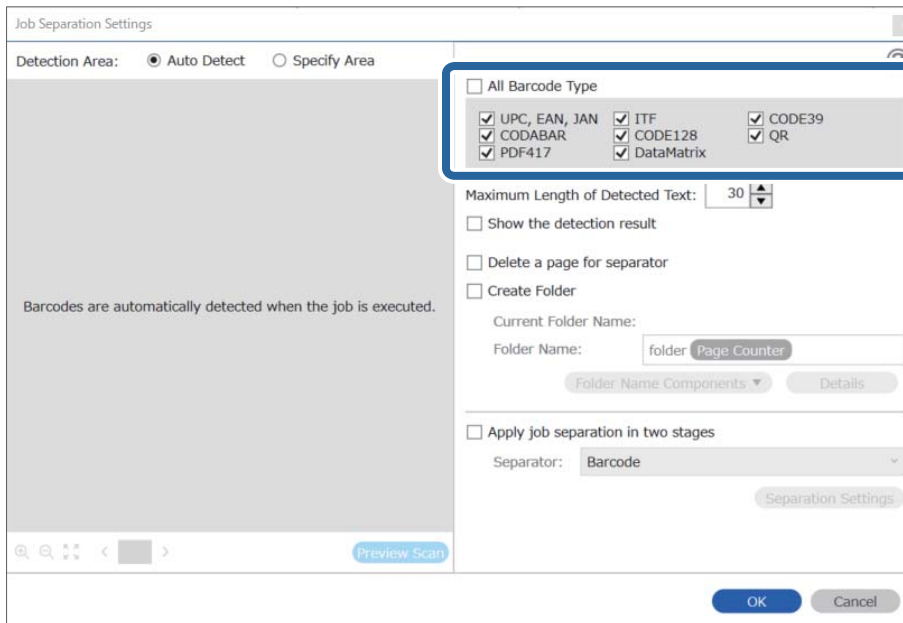 Job Separation Settings
Detection Area: Auto Detect Specify Area
All Barcode Type
UPC, EAN, JAN ITF CODE39
CODABAR CODE128 QR
PDF417 DataMatrix
Maximum Length of Detected Text: 30
Show the detection result
Delete a page for separator
Create Folder
Barcodes are automatically detected when the job is executed.
Current Folder Name:
Folder Name: folder Page Counter
Folder Name Components Details
Apply job separation in two stages
Separator: Barcode
Separation Settings
Preview Scan
OK Cancel